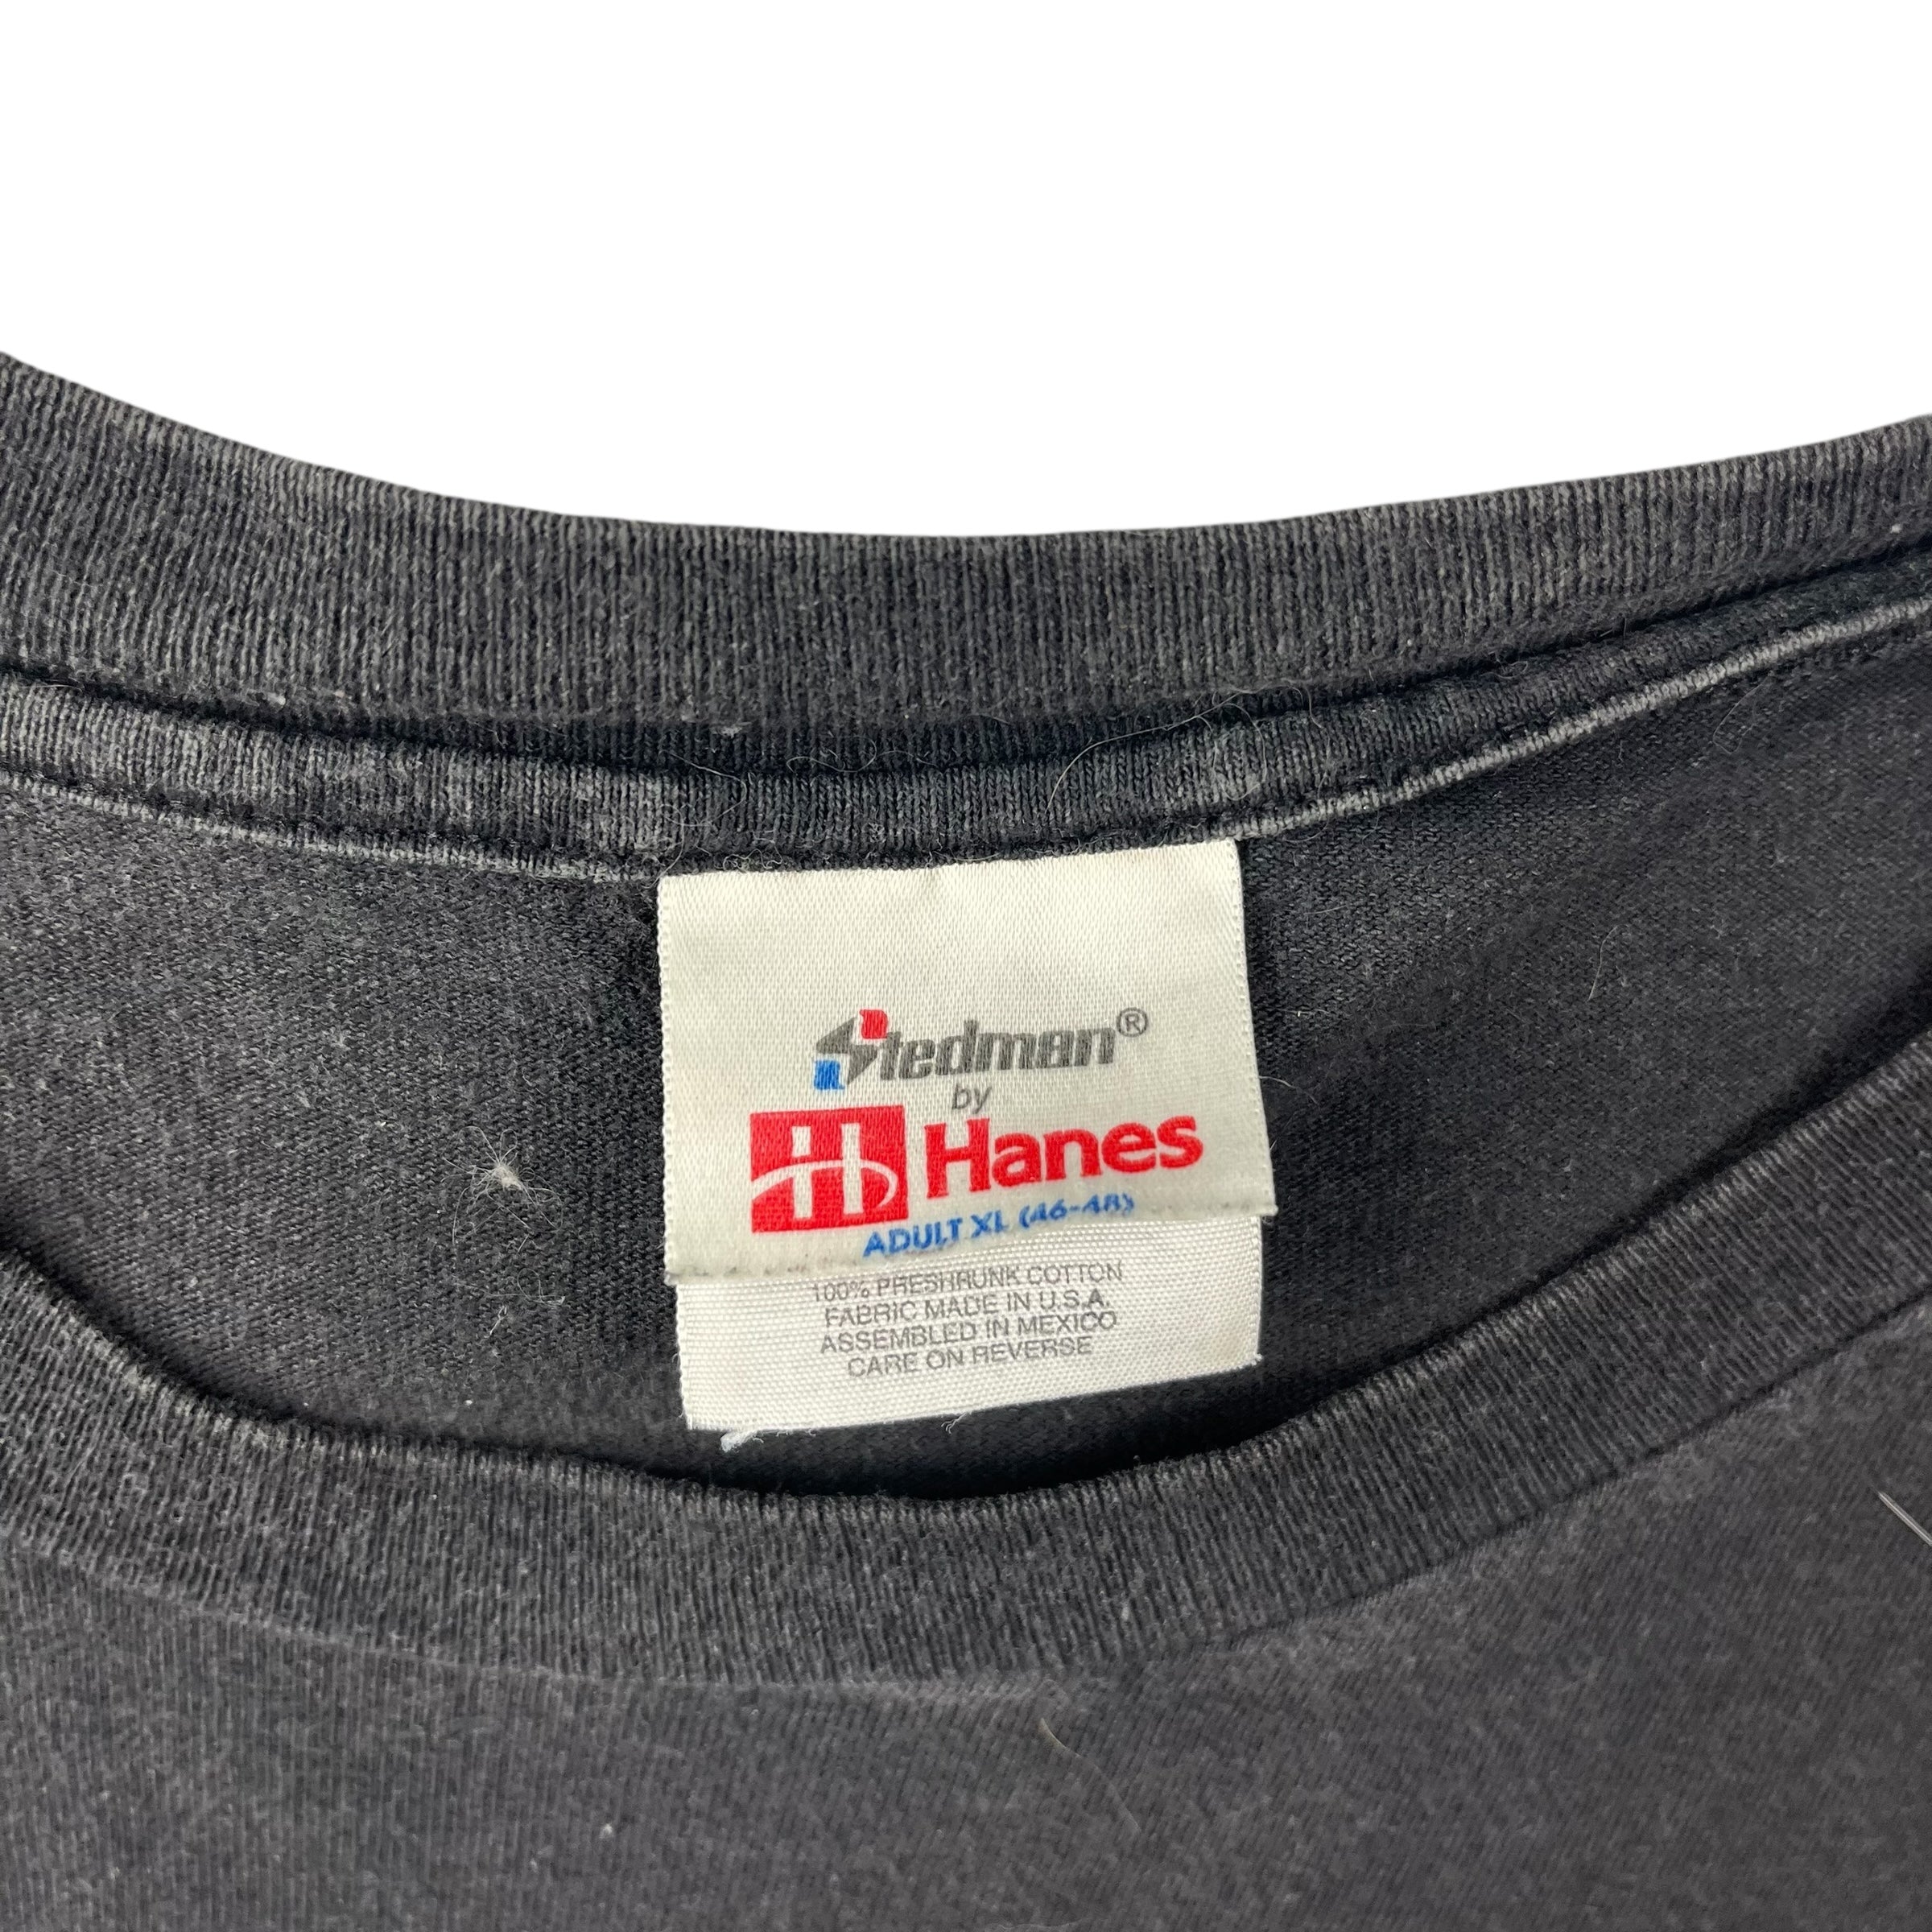 Stedman®
by
H Hanes
ADULT XL (46-48)
100% PRESHRUNK COTTON
FABRIC MADE IN U.S.A.
ASSEMBLED IN MEXICO
CARE ON REVERSE